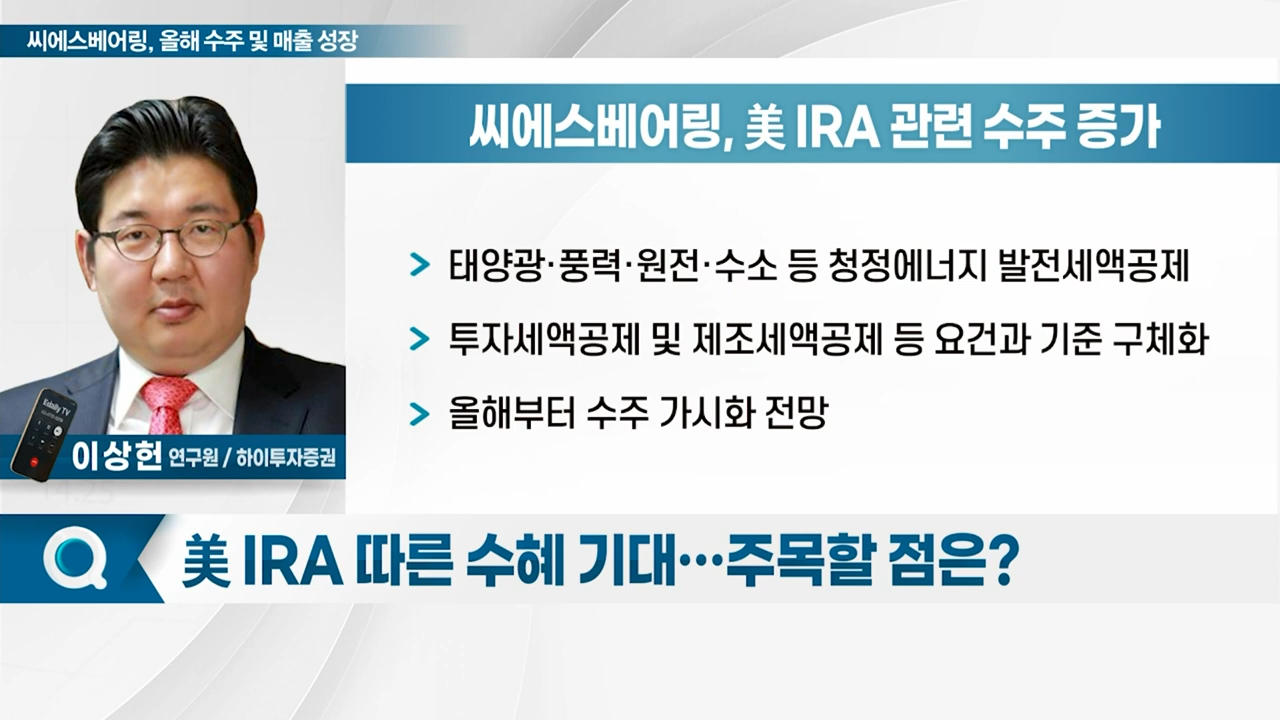 씨에스베어링, 올해 수주 및 매출 성장
씨에스베어링, 美 IRA 관련 수주 증가
태양광·풍력·원전·수소 등 청정에너지 발전세액공제
투자세액공제 및 제조세액공제 등 요건과 기준 구체화
올해부터 수주 가시화 전망
Edaily TV
이상헌 연구원 / 하이투자증권
14:25
Q 美 IRA 따른 수혜 기대…주목할 점은?